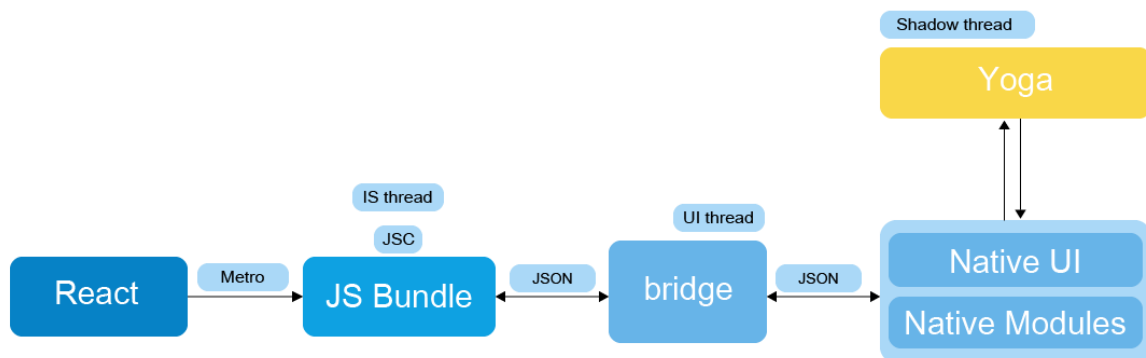 Shadow thread
Yoga
IS thread
UI thread
JSC
React
Metro
JS Bundle
JSON
bridge
JSON
Native UI
Native Modules